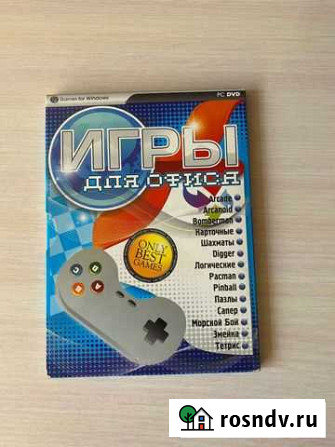 Games for WINDOWS
PC DVD
ИГРЫ
ДЛЯ ОФИСА
Arcade
Arcanoid
Bomberman
Карточные
Шахматы
Digger
Логические
Pacman
Pinball
Пазлы
Сапер
Морской Бой
Змейка
Тетрис
ONLY
BEST
GAMES
rosndv.ru